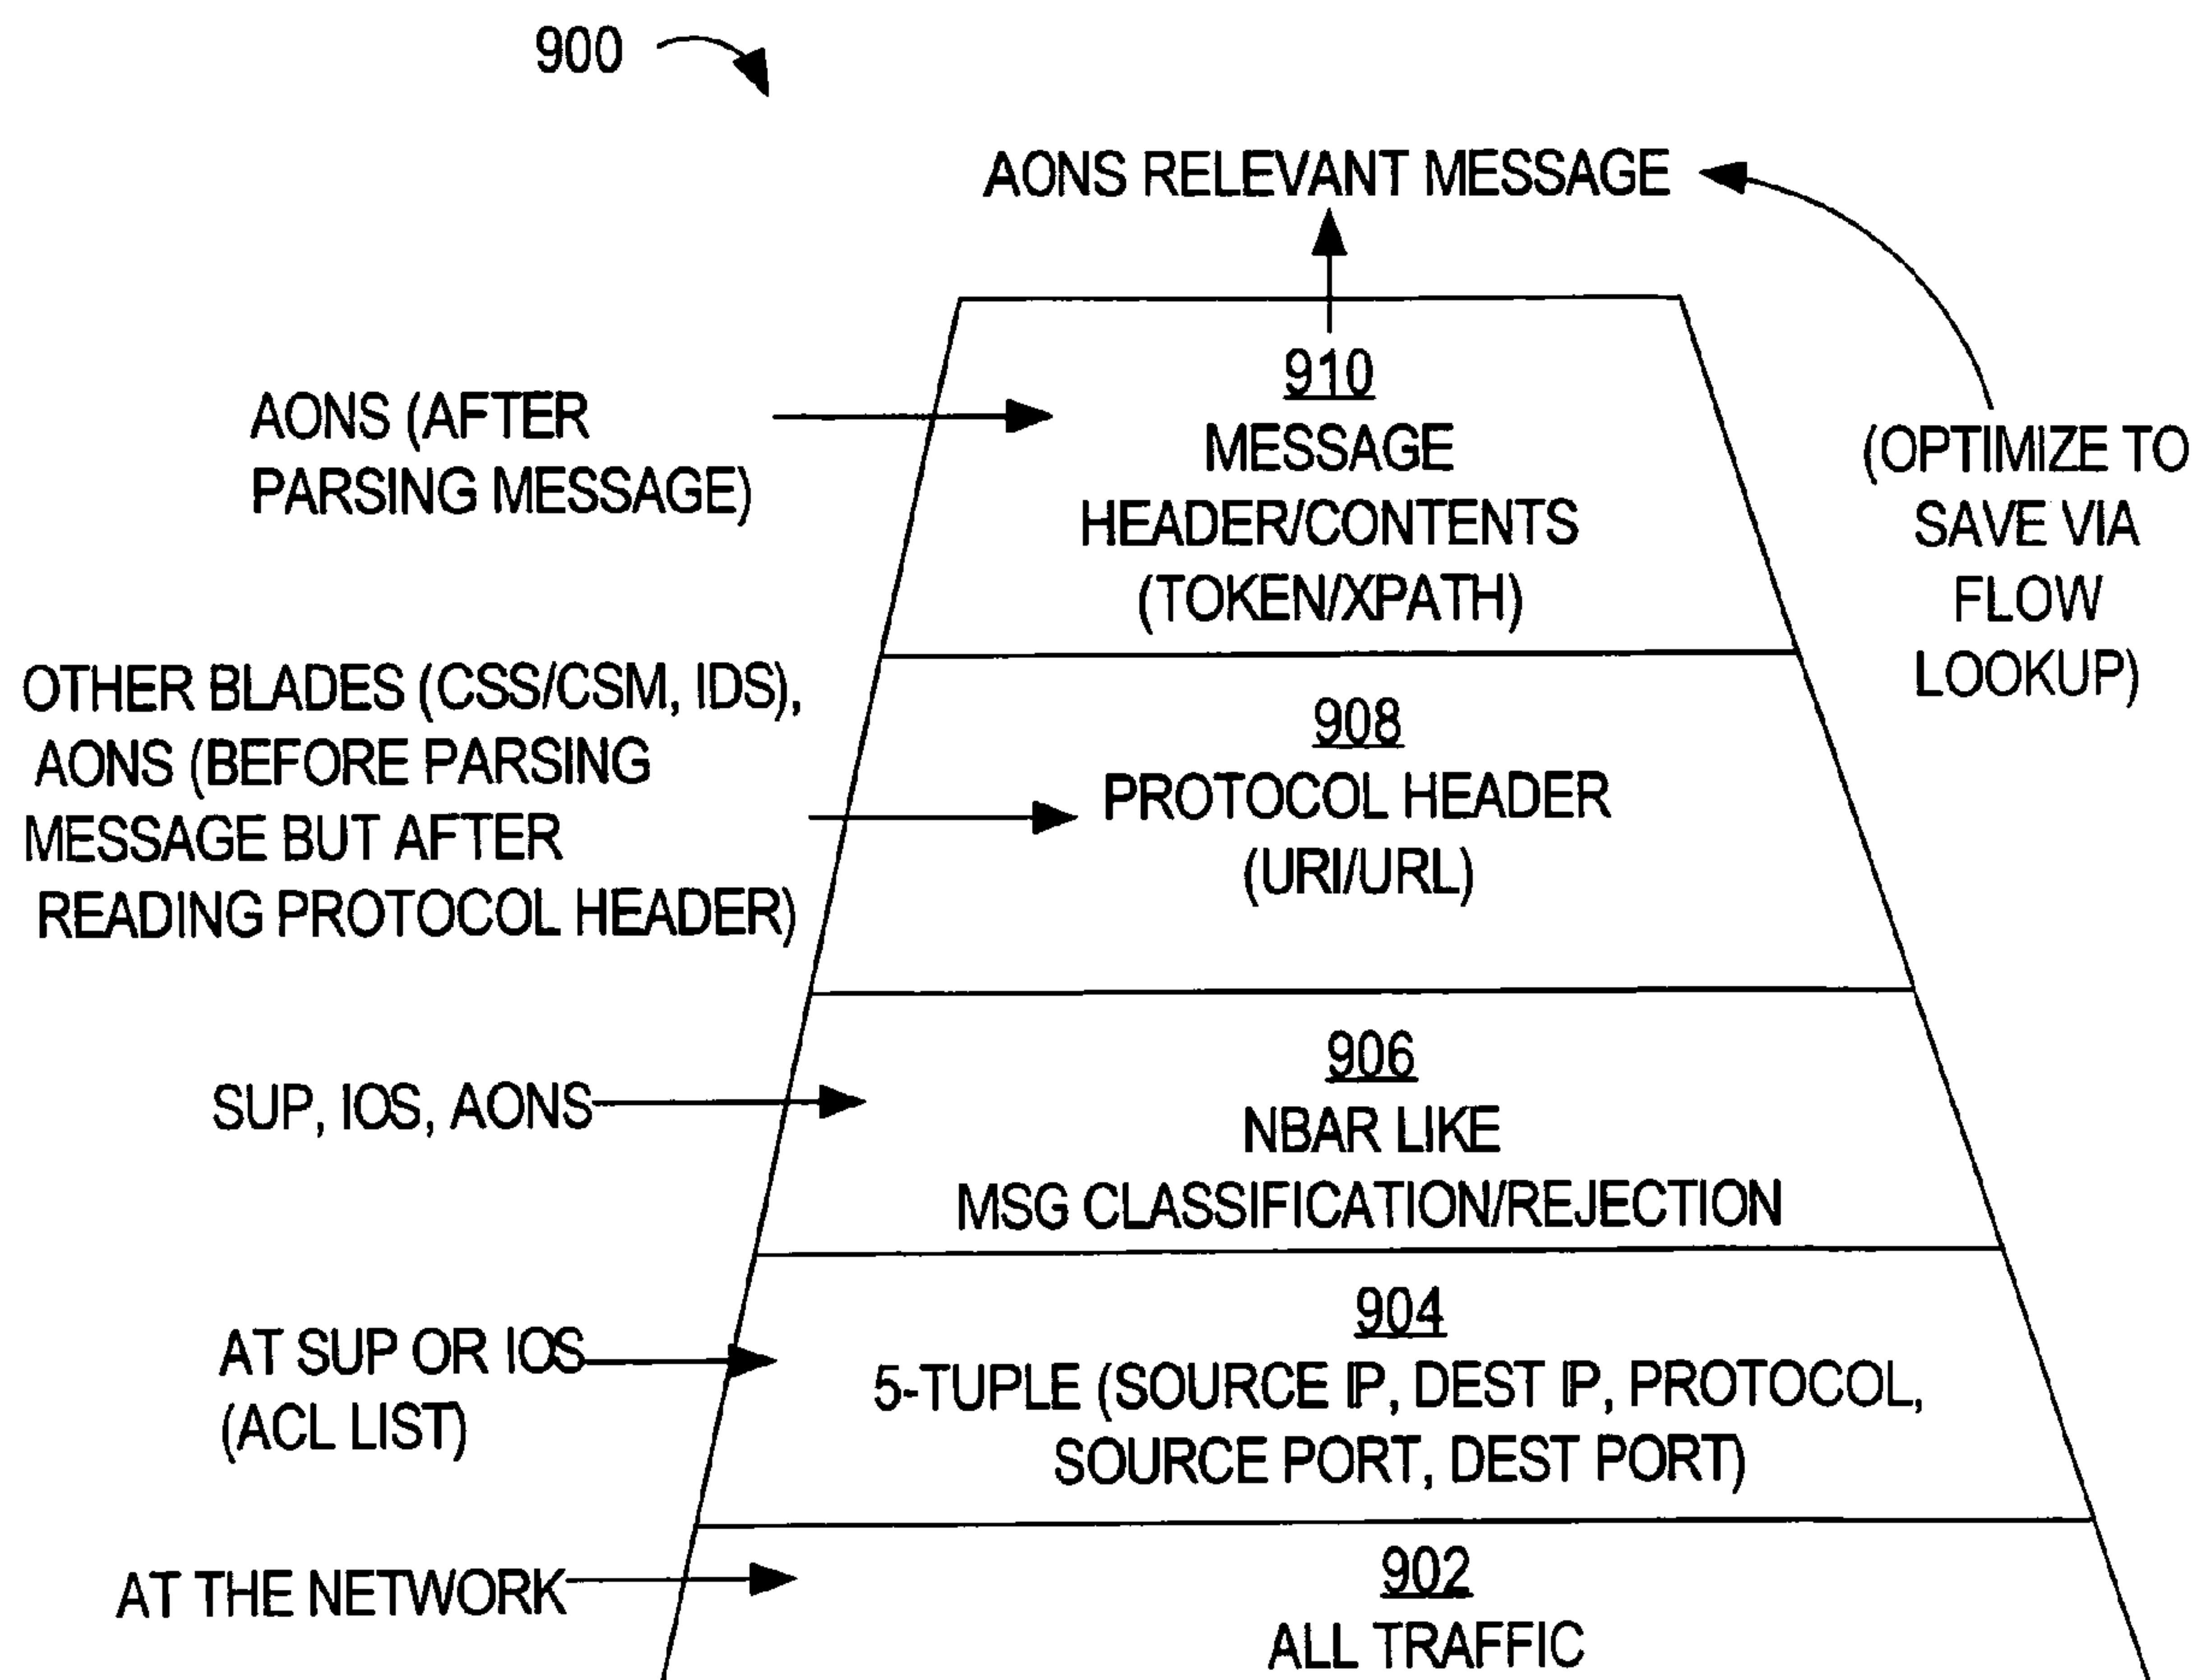 900
AONS RELEVANT MESSAGE
AONS (AFTER
PARSING MESSAGE)
910
MESSAGE
HEADER/CONTENTS
(TOKEN/XPATH)
(OPTIMIZE TO
SAVE VIA
FLOW
LOOKUP)
OTHER BLADES (CSS/CSM, IDS),
AONS (BEFORE PARSING
MESSAGE BUT AFTER
READING PROTOCOL HEADER)
908
PROTOCOL HEADER
(URI/URL)
SUP, IOS, AONS
906
NBAR LIKE
MSG CLASSIFICATION/REJECTION
AT SUP OR IOS
(ACL LIST)
904
5-TUPLE (SOURCE IP, DEST IP, PROTOCOL,
SOURCE PORT, DEST PORT)
AT THE NETWORK
902
ALL TRAFFIC